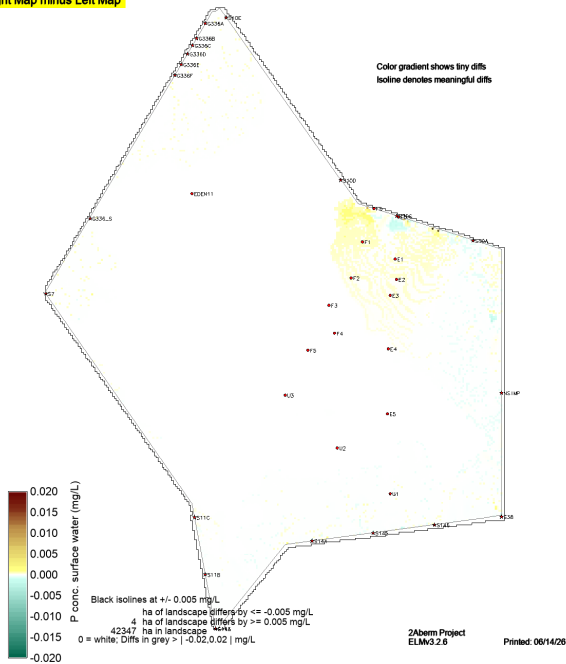 ght Map minus Left Map
S10E
G336A
G336B
G336C
G336D
G336E
G336F
Color gradient shows tiny diffs
Isoline denotes meaningful diffs
S10D
EDEN11
G336_S
S10A
F1
E1
F2
E2
E3
S7
F3
F4
F5
E4
U3
NS1MP
E5
U2
G1
S11C
S38
S11B
0.020
0.015
0.010
0.005
0.000
-0.005
-0.010
-0.015
-0.020
P conc. surface water (mg/L)
Black isolines at +/- 0.005 mg/L
ha of landscape differs by <= -0.005 mg/L
4 ha of landscape differs by >= 0.005 mg/L
42347 ha in landscape
0 = white; Diffs in grey > | -0.02,0.02 | mg/L
2Aberm Project
ELMv3.2.6
Printed: 06/14/26